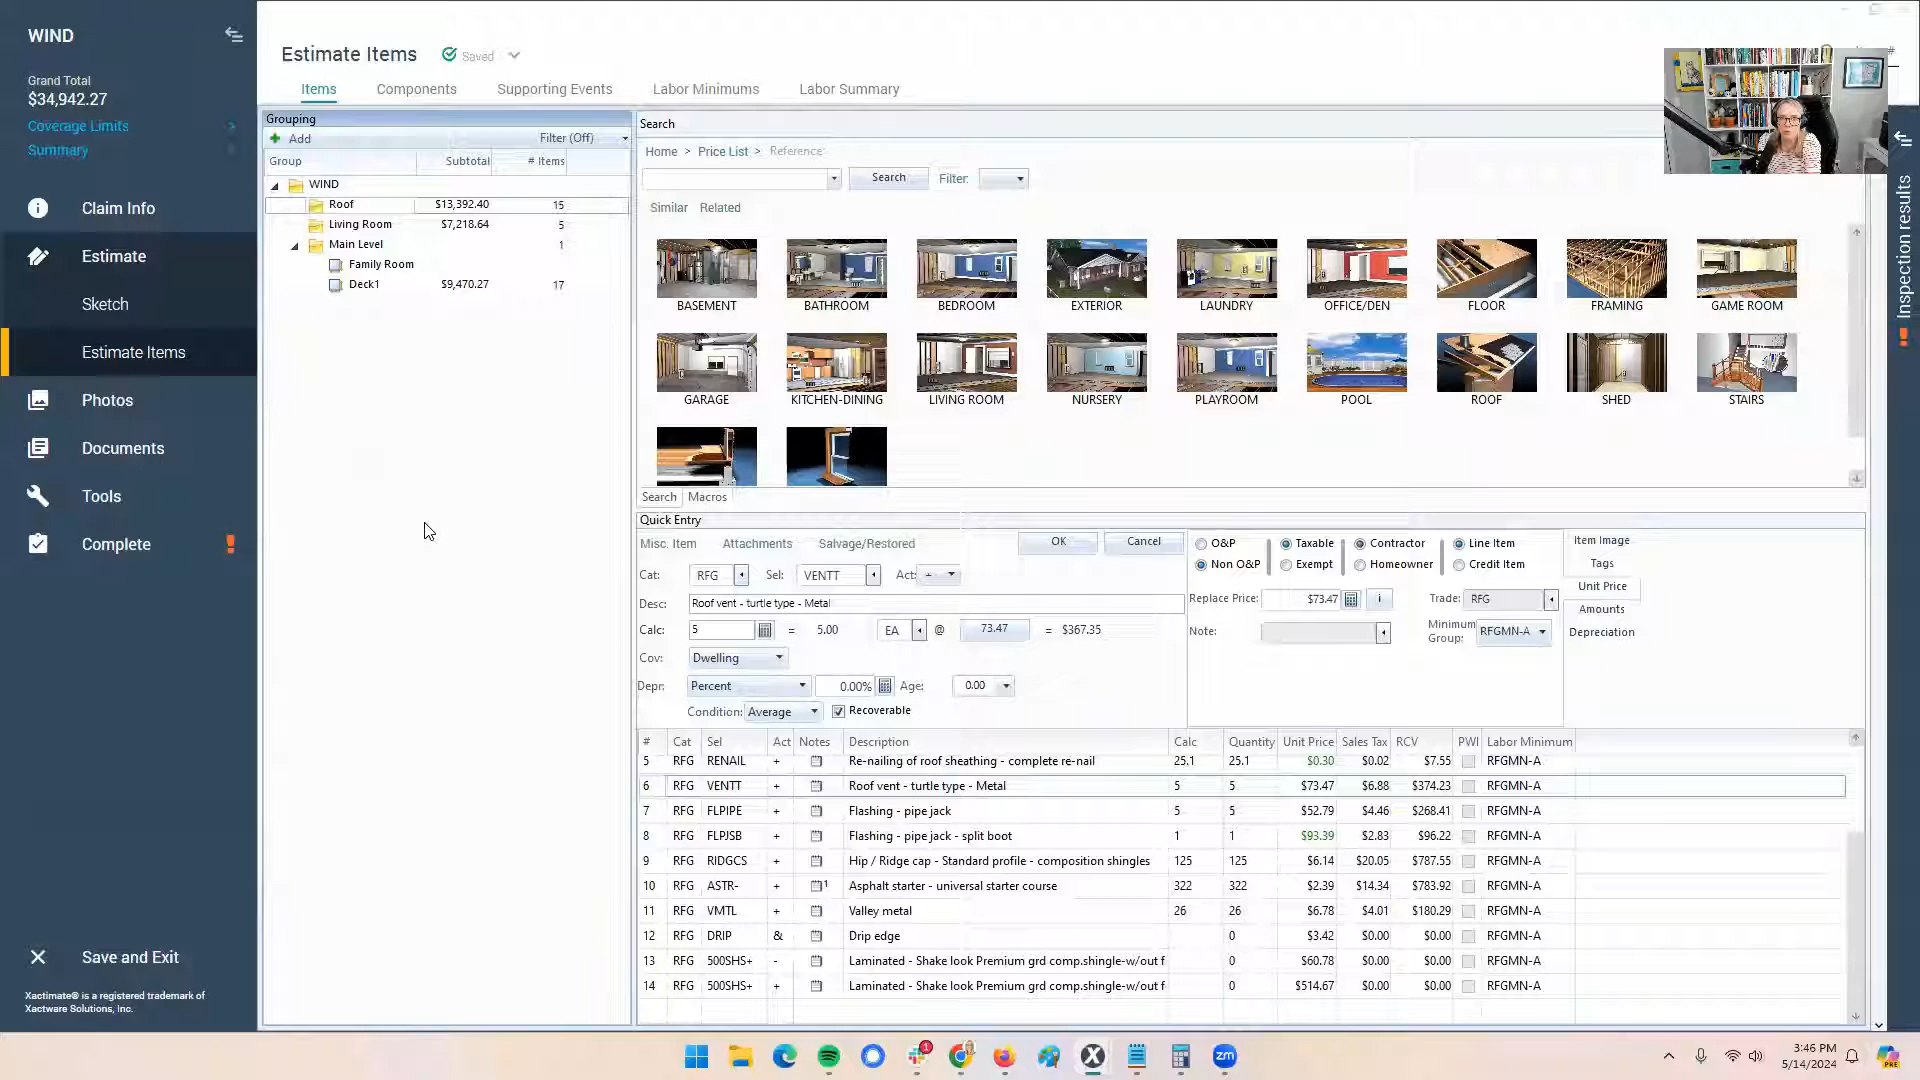 WIND
Grand Total
$34,942.27
Coverage Limits
Summary
Claim Info
Estimate
Sketch
Estimate Items
Photos
Documents
Tools
Complete
Save and Exit
Xactimate® is a registered trademark of
Xactware Solutions, Inc.
Estimate Items Saved
Items Components Supporting Events Labor Minimums Labor Summary
Grouping
Add Filter (Off)
Group Subtotal # Items
WIND
Roof $13,392.40 15
Living Room $7,218.64 5
Main Level 1
Family Room
Deck1 $9,470.27 17
Search
Home > Price List > Reference:
Search Filter:
Similar Related
BASEMENT BATHROOM BEDROOM EXTERIOR LAUNDRY OFFICE/DEN FLOOR FRAMING GAME ROOM
GARAGE KITCHEN-DINING LIVING ROOM NURSERY PLAYROOM POOL ROOF SHED STAIRS
Search Macros
Quick Entry
Misc. Item Attachments Salvage/Restored OK Cancel
Cat: RFG Sel: VENTT Act: +
Desc: Roof vent - turtle type - Metal
Calc: 5 = 5.00 EA @ 73.47 = $367.35
Cov: Dwelling
Depr: Percent 0.00% Age: 0.00
Condition: Average Recoverable
O&P Taxable Contractor Line Item
Non O&P Exempt Homeowner Credit Item
Replace Price: $73.47 i Trade: RFG
Note: Minimum Group: RFGMN-A
Item Image
Tags
Unit Price
Amounts
Depreciation
# Cat Sel Act Notes Description Calc Quantity Unit Price Sales Tax RCV PWI Labor Minimum
5 RFG RENAIL + Re-nailing of roof sheathing - complete re-nail 25.1 25.1 $0.30 $0.02 $7.55 RFGMN-A
6 RFG VENTT + Roof vent - turtle type - Metal 5 5 $73.47 $6.88 $374.23 RFGMN-A
7 RFG FLPIPE + Flashing - pipe jack 5 5 $52.79 $4.46 $268.41 RFGMN-A
8 RFG FLPJSB + Flashing - pipe jack - split boot 1 1 $93.39 $2.83 $96.22 RFGMN-A
9 RFG RIDGCS + Hip / Ridge cap - Standard profile - composition shingles 125 125 $6.14 $20.05 $787.55 RFGMN-A
10 RFG ASTR- + 1 Asphalt starter - universal starter course 322 322 $2.39 $14.34 $783.92 RFGMN-A
11 RFG VMTL + Valley metal 26 26 $6.78 $4.01 $180.29 RFGMN-A
12 RFG DRIP & Drip edge 0 $3.42 $0.00 $0.00 RFGMN-A
13 RFG 500SHS+ - Laminated - Shake look Premium grd comp.shingle-w/out f 0 $60.78 $0.00 $0.00 RFGMN-A
14 RFG 500SHS+ + Laminated - Shake look Premium grd comp.shingle-w/out f 0 $514.67 $0.00 $0.00 RFGMN-A
Inspection results
1
zm
3:46 PM
5/14/2024
PRE